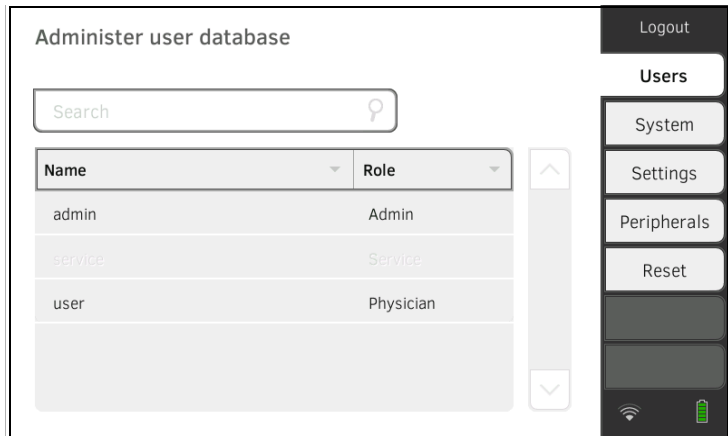 Administer user database
Search
Name Role
admin Admin
service Service
user Physician
Logout
Users
System
Settings
Peripherals
Reset